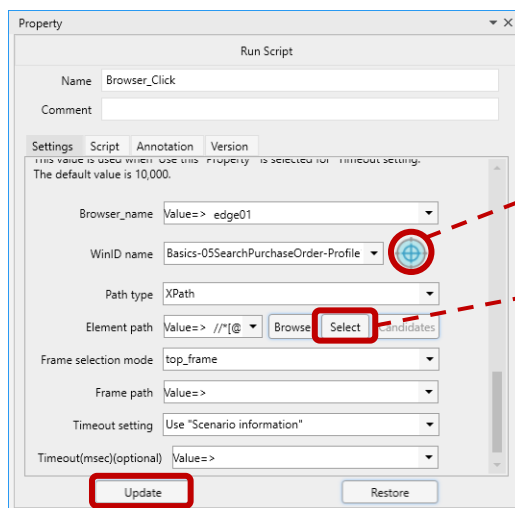 Property
Run Script
Name Browser_Click
Comment
Settings Script Annotation Version
This value is used when "Use this "Property" is selected for "Timeout setting.
The default value is 10,000.
Browser_name Value=> edge01
WinID name Basics-05SearchPurchaseOrder-Profile
Path type XPath
Element path Value=> //*[@ Browse Select Candidates
Frame selection mode top_frame
Frame path Value=>
Timeout setting Use "Scenario information"
Timeout(msec)(optional) Value=>
Update Restore